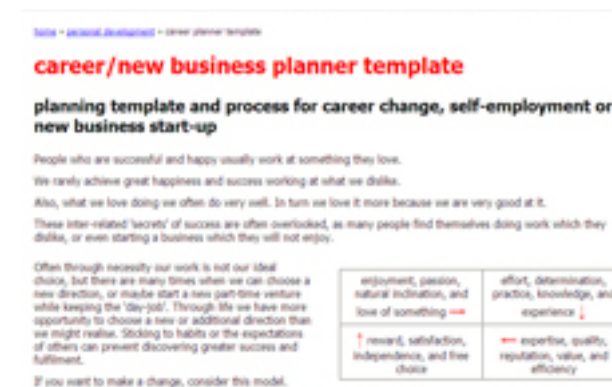 home » personal development » career planner template
career/new business planner template
planning template and process for career change, self-employment or
new business start-up
People who are successful and happy usually work at something they love.
We rarely achieve great happiness and success working at what we dislike.
Also, what we love doing we often do very well. In turn we love it more because we are very good at it.
These inter-related 'secrets' of success are often overlooked, as many people find themselves doing work which they
dislike, or even starting a business which they will not enjoy.
Often through necessity our work is not our ideal
choice, but there are many times when we can choose a
new direction, or maybe start a new part-time venture
while keeping the 'day-job'. Through life we have more
opportunity to choose a new or additional direction than
we might realise. Sticking to habits or the expectations
of others can prevent discovering greater success and
fulfilment.
If you want to make a change, consider this model.
enjoyment, passion,
natural inclination, and
love of something →
effort, determination,
practice, knowledge, and
experience ↓
↑ reward, satisfaction,
independence, and free
choice
← expertise, quality,
reputation, value, and
efficiency